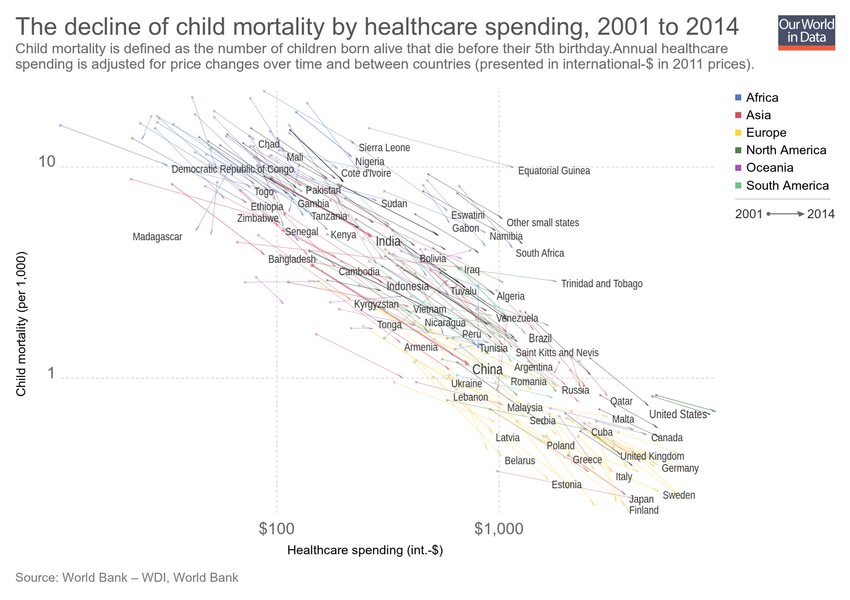 The decline of child mortality by healthcare spending, 2001 to 2014
Our World
in Data
Child mortality is defined as the number of children born alive that die before their 5th birthday.Annual healthcare
spending is adjusted for price changes over time and between countries (presented in international-$ in 2011 prices).
Africa
Asia
Europe
North America
Oceania
South America
2001 2014
Child mortality (per 1,000)
10
1
Chad
Sierra Leone
Mali
Nigeria
Democratic Republic of Congo
Cote d'Ivoire
Equatorial Guinea
Togo
Pakistan
Ethiopia
Gambia
Sudan
Zimbabwe
Tanzania
Eswatini
Other small states
Gabon
Madagascar
Senegal
Kenya
India
Namibia
South Africa
Bangladesh
Bolivia
Cambodia
Iraq
Indonesia
Trinidad and Tobago
Tuvalu
Algeria
Kyrgyzstan
Vietnam
Venezuela
Tonga
Nicaragua
Peru
Brazil
Armenia
Tunisia
Saint Kitts and Nevis
China
Argentina
Ukraine
Romania
Russia
Lebanon
Qatar
Malaysia
United States
Serbia
Malta
Cuba
Canada
Latvia
Poland
United Kingdom
Belarus
Greece
Germany
Italy
Estonia
Japan
Sweden
Finland
$100
$1,000
Healthcare spending (int.-$)
Source: World Bank – WDI, World Bank